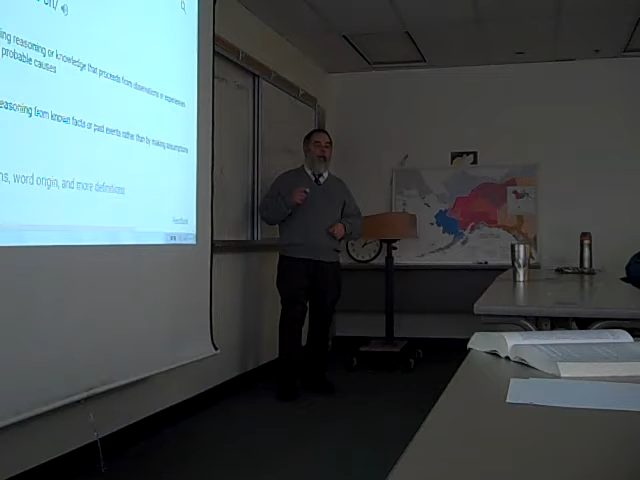 ing reasoning or knowledge that proceeds from observations or experiences
probable causes
easoning from known facts or past events rather than by making assumptions
ns, word origin, and more definitions
Feedback